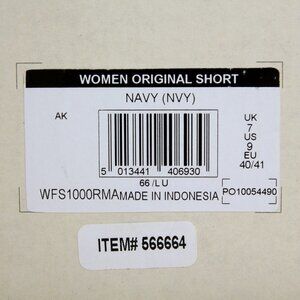 WOMEN ORIGINAL SHORT
NAVY (NVY)
AK
UK
7
US
9
EU
40/41
5 013441 406930
66 /L U
WFS1000RMA MADE IN INDONESIA
PO10054490
ITEM# 566664